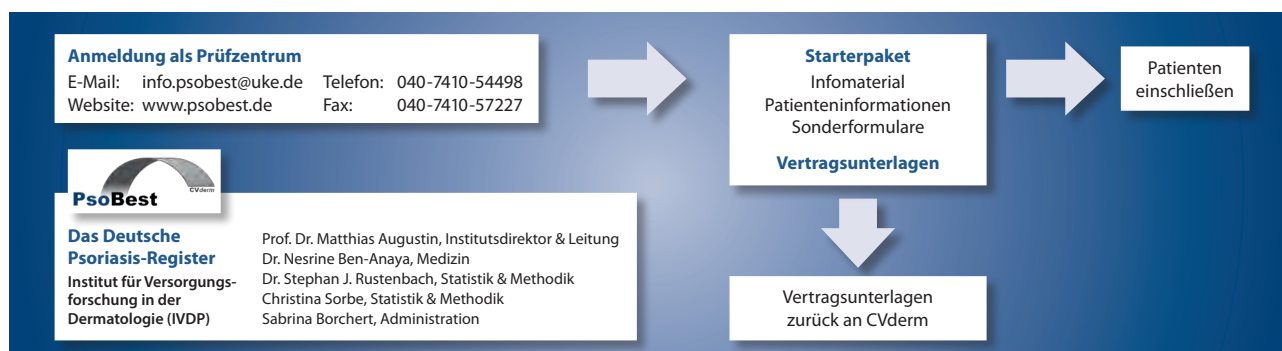 Anmeldung als Prüfzentrum
E-Mail: info.psobest@uke.de Telefon: 040-7410-54498
Website: www.psobest.de Fax: 040-7410-57227
Starterpaket
Infomaterial
Patienteninformationen
Sonderformulare
Vertragsunterlagen
Patienten
einschließen
CVderm
PsoBest
Das Deutsche
Psoriasis-Register
Institut für Versorgungs-
forschung in der
Dermatologie (IVDP)
Prof. Dr. Matthias Augustin, Institutsdirektor & Leitung
Dr. Nesrine Ben-Anaya, Medizin
Dr. Stephan J. Rustenbach, Statistik & Methodik
Christina Sorbe, Statistik & Methodik
Sabrina Borchert, Administration
Vertragsunterlagen
zurück an CVderm